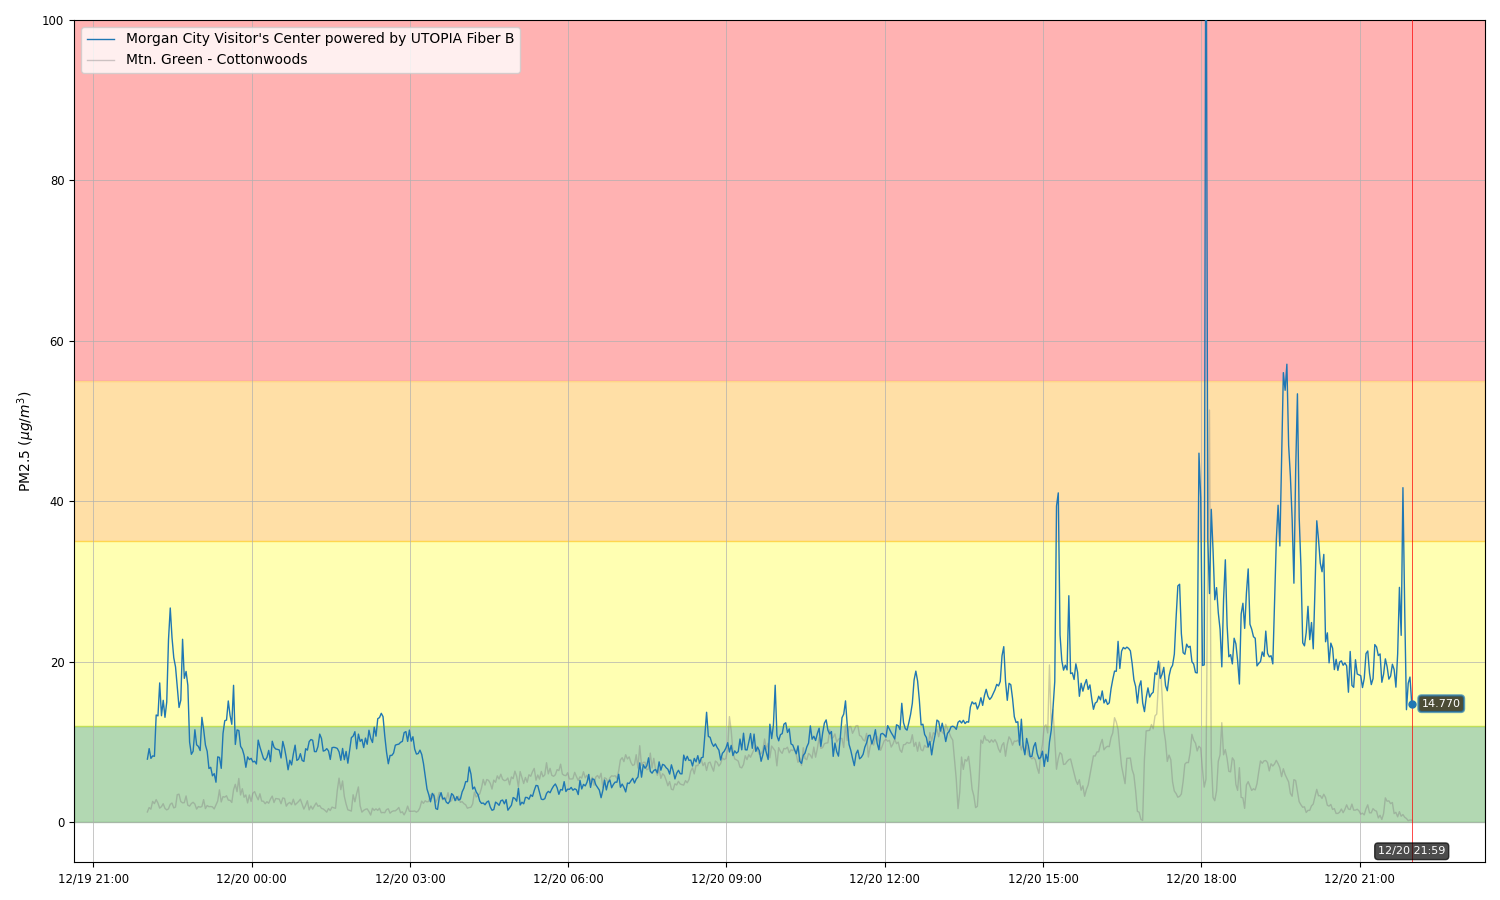 100
Morgan City Visitor's Center powered by UTOPIA Fiber B
Mtn. Green - Cottonwoods
80
60
PM2.5 (μg/m³)
40
20
14.770
0
12/20 21:59
12/19 21:00 12/20 00:00 12/20 03:00 12/20 06:00 12/20 09:00 12/20 12:00 12/20 15:00 12/20 18:00 12/20 21:00